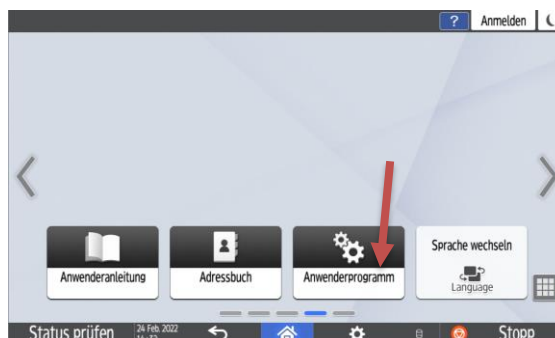 ?
Anmelden
Sprache wechseln
Language
Anwenderanleitung
Adressbuch
Anwenderprogramm
Status prüfen
24 Feb. 2022
Stopp